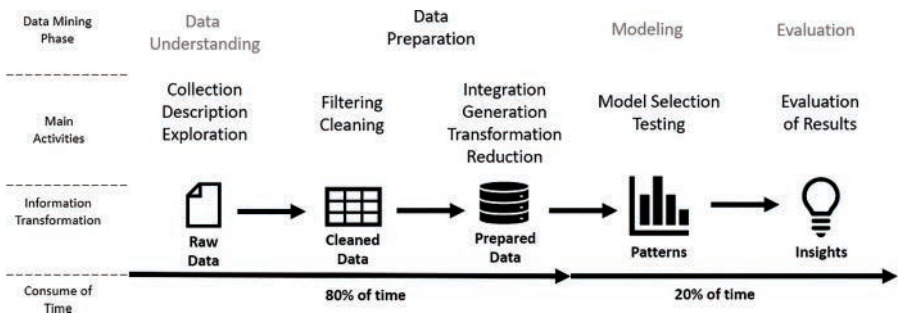 Data Mining
Phase
Data
Understanding
Data
Preparation
Modeling
Evaluation
Main
Activities
Collection
Description
Exploration
Filtering
Cleaning
Integration
Generation
Transformation
Reduction
Model Selection
Testing
Evaluation
of Results
Information
Transformation
Raw
Data
Cleaned
Data
Prepared
Data
Patterns
Insights
Consume of
Time
80% of time
20% of time